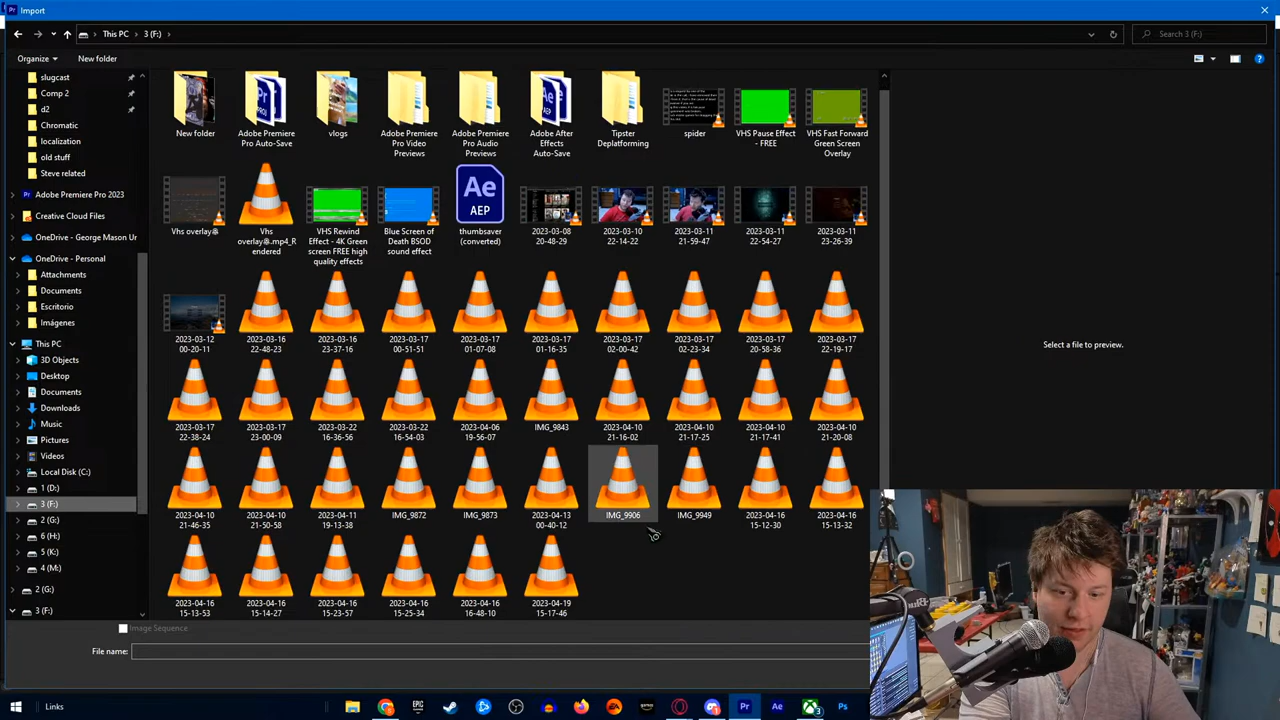 Import
This PC
3 (F:)
Search 3 (F:)
Organize
New folder
slugcast
Comp 2
d2
Chromatic
localization
old stuff
Steve related
Adobe Premiere Pro 2023
Creative Cloud Files
OneDrive - George Mason Ur
OneDrive - Personal
Attachments
Documents
Escritorio
Imágenes
This PC
3D Objects
Desktop
Documents
Downloads
Music
Pictures
Videos
Local Disk (C:)
1 (D:)
3 (F:)
2 (G:)
6 (H:)
5 (K:)
4 (M:)
2 (G:)
3 (F:)
New folder
Adobe Premiere
Pro Auto-Save
vlogs
Adobe Premiere
Pro Video
Previews
Adobe Premiere
Pro Audio
Previews
Adobe After
Effects
Auto-Save
Tipster
Deplatforming
spider
VHS Pause Effect
- FREE
VHS Fast Forward
Green Screen
Overlay
Vhs overlay
Vhs
overlay .mp4_R
endered
VHS Rewind
Effect - 4K Green
screen FREE high
quality effects
Blue Screen of
Death BSOD
sound effect
Ae
AEP
thumbsaver
(converted)
2023-03-08
20-48-29
2023-03-10
22-14-22
2023-03-11
21-59-47
2023-03-11
22-54-27
2023-03-11
23-26-39
2023-03-12
00-20-11
2023-03-16
22-48-23
2023-03-16
23-37-16
2023-03-17
00-51-51
2023-03-17
01-07-08
2023-03-17
01-16-35
2023-03-17
02-00-42
2023-03-17
02-23-34
2023-03-17
20-58-36
2023-03-17
22-19-17
2023-03-17
22-38-24
2023-03-17
23-00-09
2023-03-22
16-36-56
2023-03-22
16-54-03
2023-04-06
19-56-07
IMG_9843
2023-04-10
21-16-02
2023-04-10
21-17-25
2023-04-10
21-17-41
2023-04-10
21-20-08
2023-04-10
21-46-35
2023-04-10
21-50-58
2023-04-11
19-13-38
IMG_9872
IMG_9873
2023-04-13
00-40-12
IMG_9906
IMG_9949
2023-04-16
15-12-30
2023-04-16
15-13-32
2023-04-16
15-13-53
2023-04-16
15-14-27
2023-04-16
15-23-57
2023-04-16
15-25-34
2023-04-16
16-48-10
2023-04-19
15-17-46
Select a file to preview.
Image Sequence
File name:
Links